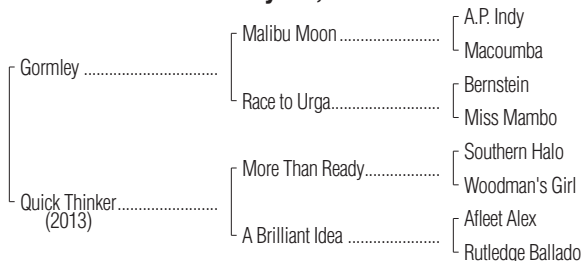 A.P. Indy
Malibu Moon
Macoumba
Gormley
Bernstein
Race to Urga
Miss Mambo
Southern Halo
More Than Ready
Woodman's Girl
Quick Thinker
(2013)
Afleet Alex
A Brilliant Idea
Rutledge Ballado